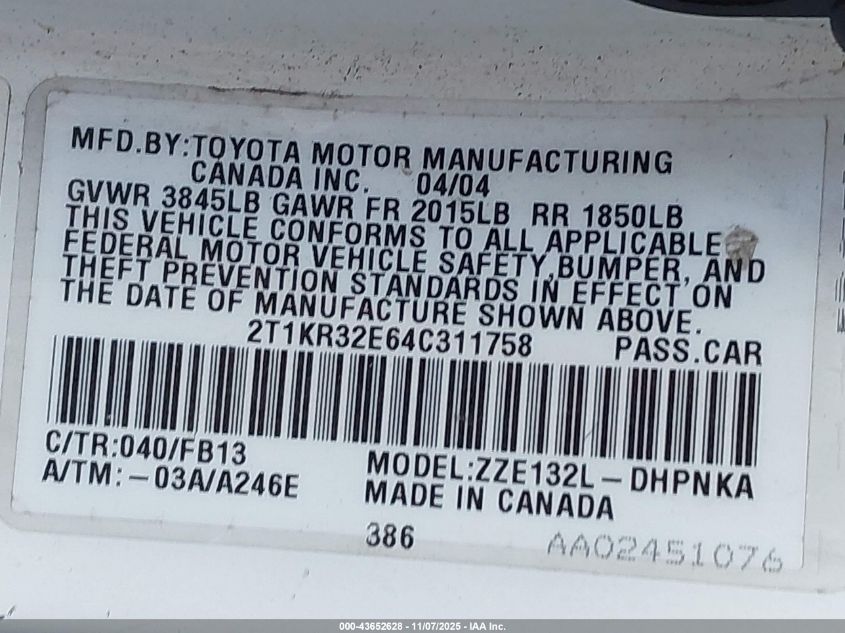 MFD.BY:TOYOTA MOTOR MANUFACTURING
CANADA INC. 04/04
GVWR 3845LB GAWR FR 2015LB RR 1850LB
THIS VEHICLE CONFORMS TO ALL APPLICABLE
FEDERAL MOTOR VEHICLE SAFETY,BUMPER, AND
THEFT PREVENTION STANDARDS IN EFFECT ON
THE DATE OF MANUFACTURE SHOWN ABOVE.
2T1KR32E64C311758 PASS.CAR
C/TR:040/FB13
A/TM:-03A/A246E
MODEL:ZZE132L-DHPNKA
MADE IN CANADA
386
AA02451076
000-43652628 - 11/07/2025 - IAA Inc.